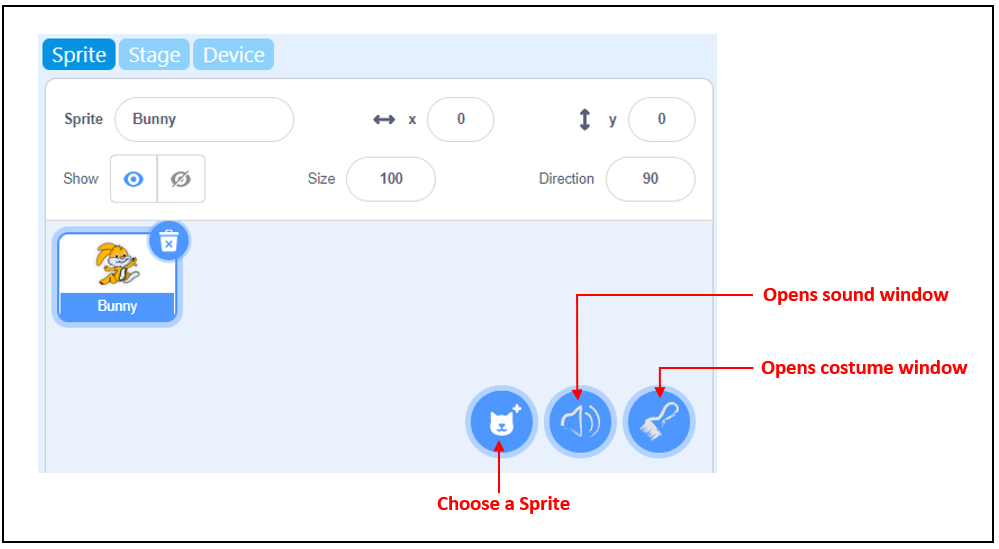 Sprite Stage Device
Sprite Bunny x 0 y 0
Show Size 100 Direction 90
Bunny
Opens sound window
Opens costume window
Choose a Sprite